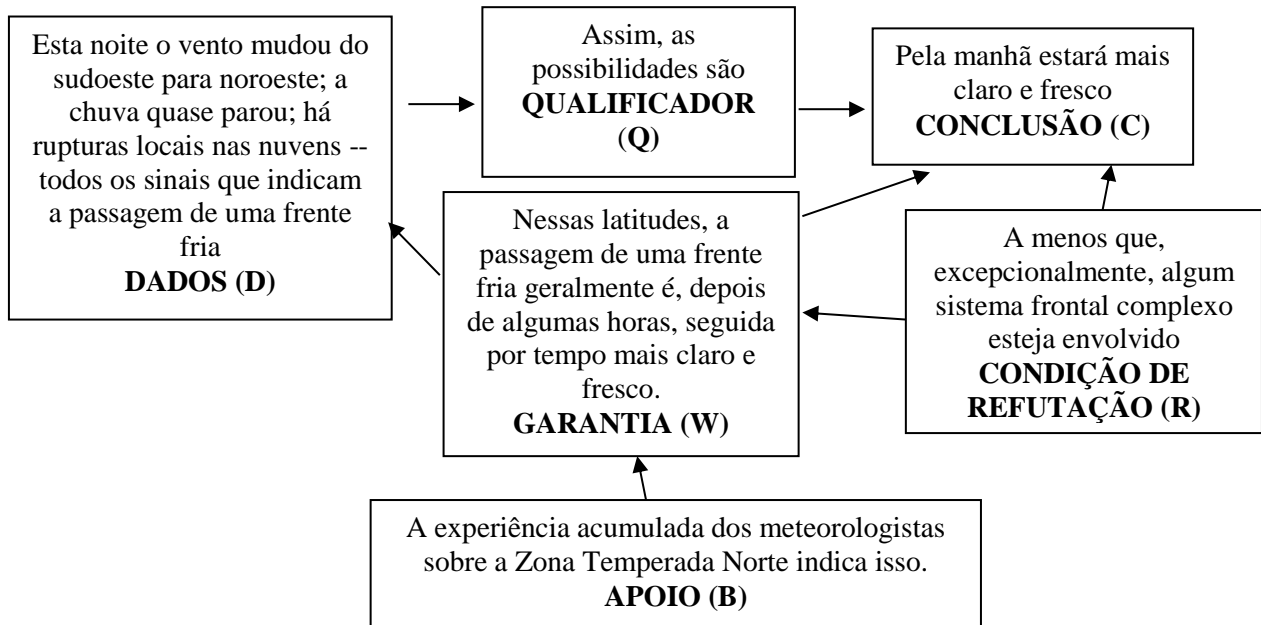 Esta noite o vento mudou do
sudoeste para noroeste; a
chuva quase parou; há
rupturas locais nas nuvens --
todos os sinais que indicam
a passagem de uma frente
fria
DADOS (D)
Assim, as
possibilidades são
QUALIFICADOR
(Q)
Pela manhã estará mais
claro e fresco
CONCLUSÃO (C)
Nessas latitudes, a
passagem de uma frente
fria geralmente é, depois
de algumas horas, seguida
por tempo mais claro e
fresco.
GARANTIA (W)
A menos que,
excepcionalmente, algum
sistema frontal complexo
esteja envolvido
CONDIÇÃO DE
REFUTAÇÃO (R)
A experiência acumulada dos meteorologistas
sobre a Zona Temperada Norte indica isso.
APOIO (B)